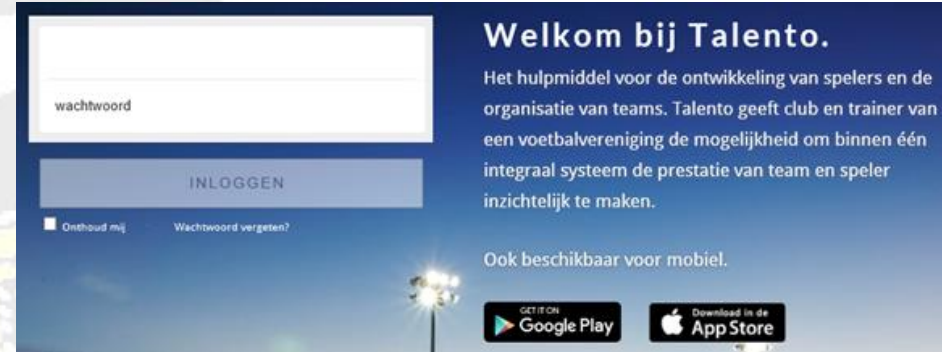 wachtwoord
INLOGGEN
Onthoud mij
Wachtwoord vergeten?
Welkom bij Talento.
Het hulpmiddel voor de ontwikkeling van spelers en de
organisatie van teams. Talento geeft club en trainer van
een voetbalvereniging de mogelijkheid om binnen één
integraal systeem de prestatie van team en speler
inzichtelijk te maken.
Ook beschikbaar voor mobiel.
GET IT ON
Google Play
Download in de
App Store